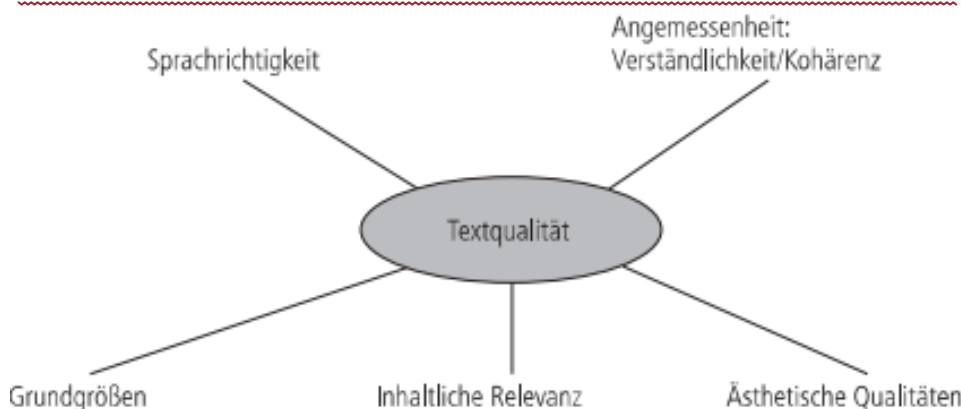 Angemessenheit:
Sprachrichtigkeit
Verständlichkeit/Kohärenz
Textqualität
Grundgrößen
Inhaltliche Relevanz
Ästhetische Qualitäten